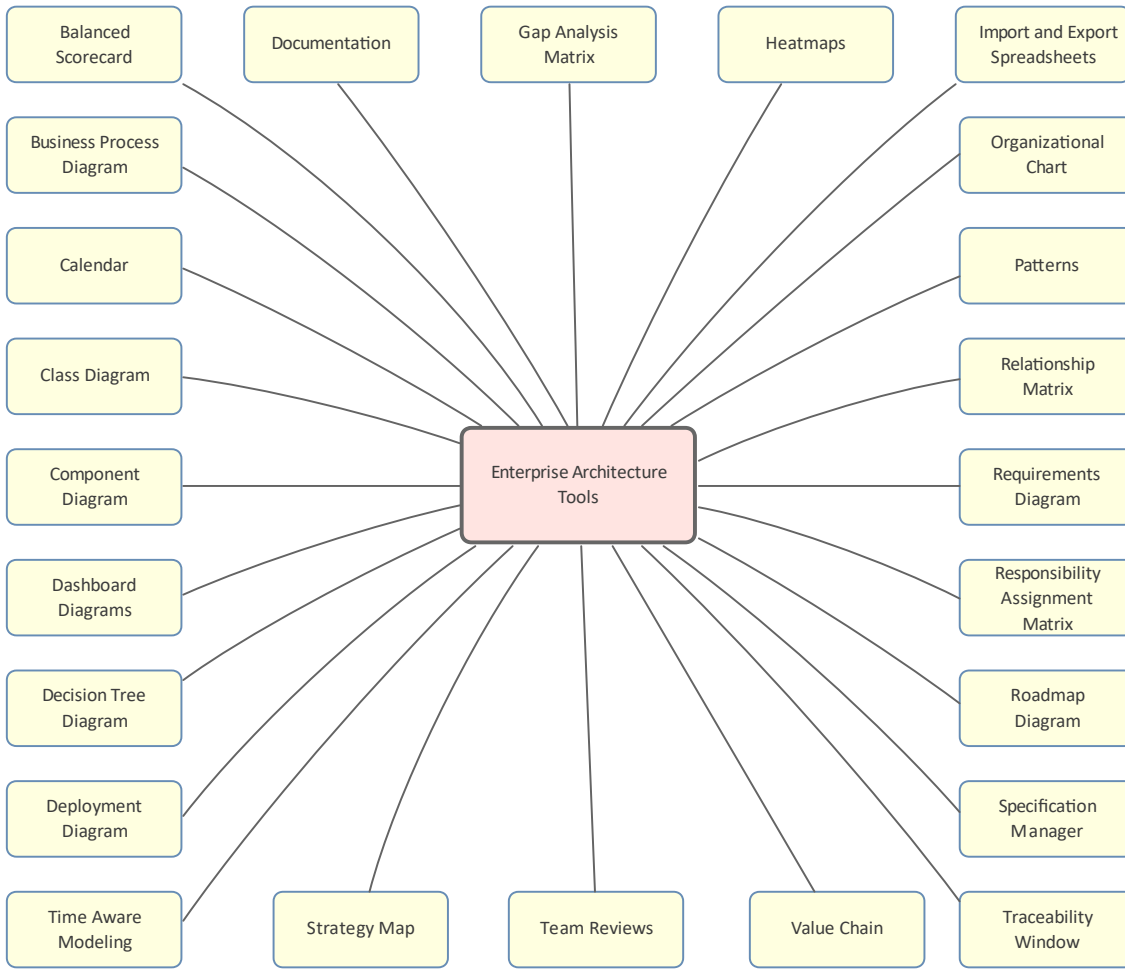 Balanced
Scorecard
Documentation
Gap Analysis
Matrix
Heatmaps
Import and Export
Spreadsheets
Business Process
Diagram
Organizational
Chart
Calendar
Patterns
Class Diagram
Relationship
Matrix
Enterprise Architecture
Tools
Component
Diagram
Requirements
Diagram
Dashboard
Diagrams
Responsibility
Assignment
Matrix
Decision Tree
Diagram
Roadmap
Diagram
Deployment
Diagram
Specification
Manager
Time Aware
Modeling
Strategy Map
Team Reviews
Value Chain
Traceability
Window